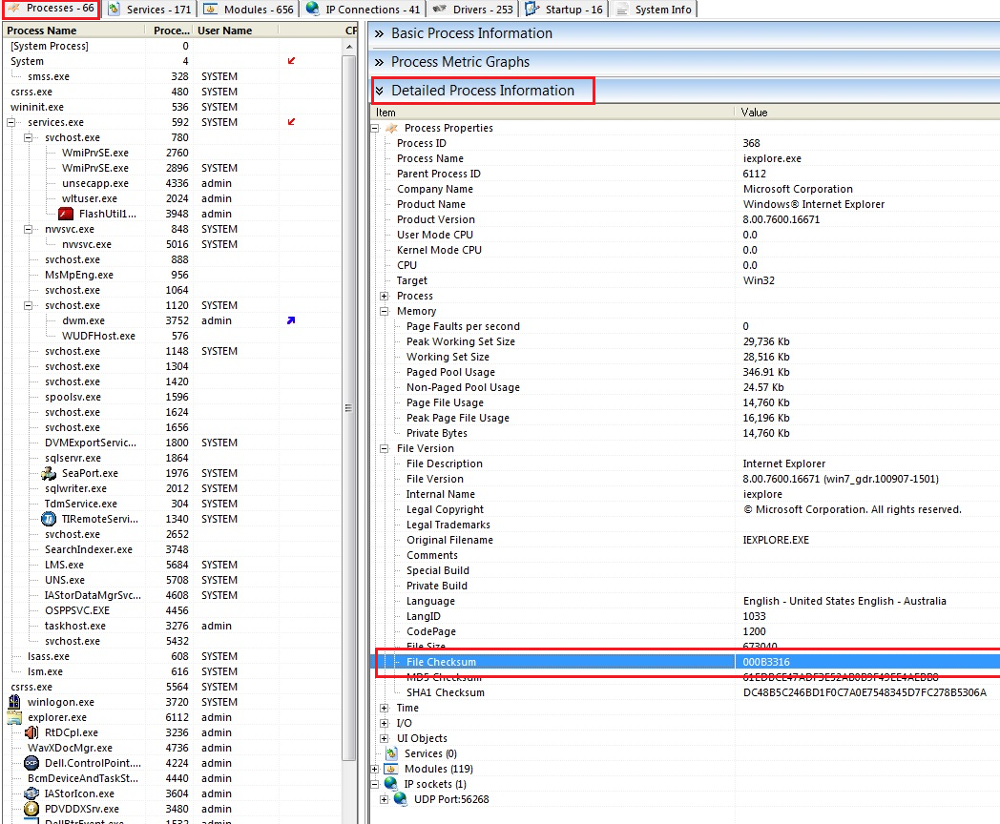 Processes - 66 Services - 171 Modules - 656 IP Connections - 41 Drivers - 253 Startup - 16 System Info
Process Name Proce... User Name CP
[System Process] 0
System 4
smss.exe 328 SYSTEM
csrss.exe 480 SYSTEM
wininit.exe 536 SYSTEM
services.exe 592 SYSTEM
svchost.exe 780
WmiPrvSE.exe 2760
WmiPrvSE.exe 2896 SYSTEM
unsecapp.exe 4336 admin
wltuser.exe 2024 admin
FlashUtil1... 3948 admin
nvvsvc.exe 848 SYSTEM
nvvsvc.exe 5016 SYSTEM
svchost.exe 888
MsMpEng.exe 956
svchost.exe 1064
svchost.exe 1120 SYSTEM
dwm.exe 3752 admin
WUDFHost.exe 576
svchost.exe 1148 SYSTEM
svchost.exe 1304
svchost.exe 1420
spoolsv.exe 1596
svchost.exe 1624
svchost.exe 1656
DVMExportServic... 1800 SYSTEM
sqlservr.exe 1864
SeaPort.exe 1976 SYSTEM
sqlwriter.exe 2012 SYSTEM
TdmService.exe 304 SYSTEM
TIRemoteServi... 1340 SYSTEM
svchost.exe 2652
SearchIndexer.exe 3748
LMS.exe 5684 SYSTEM
UNS.exe 5708 SYSTEM
IAStorDataMgrSvc... 4608 SYSTEM
OSPPSVC.EXE 4456
taskhost.exe 3276 admin
svchost.exe 5432
lsass.exe 608 SYSTEM
lsm.exe 616 SYSTEM
csrss.exe 5564 SYSTEM
winlogon.exe 3720 SYSTEM
explorer.exe 6112 admin
RtDCpl.exe 3236 admin
WavXDocMgr.exe 4736 admin
Dell.ControlPoint.... 4224 admin
BcmDeviceAndTaskSt... 4440 admin
IAStorIcon.exe 3604 admin
PDVDDXSrv.exe 3480 admin
DellBtrEvent.exe 1532 admin
Basic Process Information
Process Metric Graphs
Detailed Process Information
Item Value
Process Properties
Process ID 368
Process Name iexplore.exe
Parent Process ID 6112
Company Name Microsoft Corporation
Product Name Windows® Internet Explorer
Product Version 8.00.7600.16671
User Mode CPU 0.0
Kernel Mode CPU 0.0
CPU 0.0
Target Win32
Process
Memory
Page Faults per second 0
Peak Working Set Size 29,736 Kb
Working Set Size 28,516 Kb
Paged Pool Usage 346.91 Kb
Non-Paged Pool Usage 24.57 Kb
Page File Usage 14,760 Kb
Peak Page File Usage 16,196 Kb
Private Bytes 14,760 Kb
File Version
File Description Internet Explorer
File Version 8.00.7600.16671 (win7_gdr.100907-1501)
Internal Name iexplore
Legal Copyright © Microsoft Corporation. All rights reserved.
Legal Trademarks
Original Filename IEXPLORE.EXE
Comments
Special Build
Private Build
Language English - United States English - Australia
LangID 1033
CodePage 1200
File Size 673040
File Checksum 000B3316
MD5 Checksum
SHA1 Checksum DC48B5C246BD1F0C7A0E7548345D7FC278B5306A
Time
I/O
UI Objects
Services (0)
Modules (119)
IP sockets (1)
UDP Port:56268